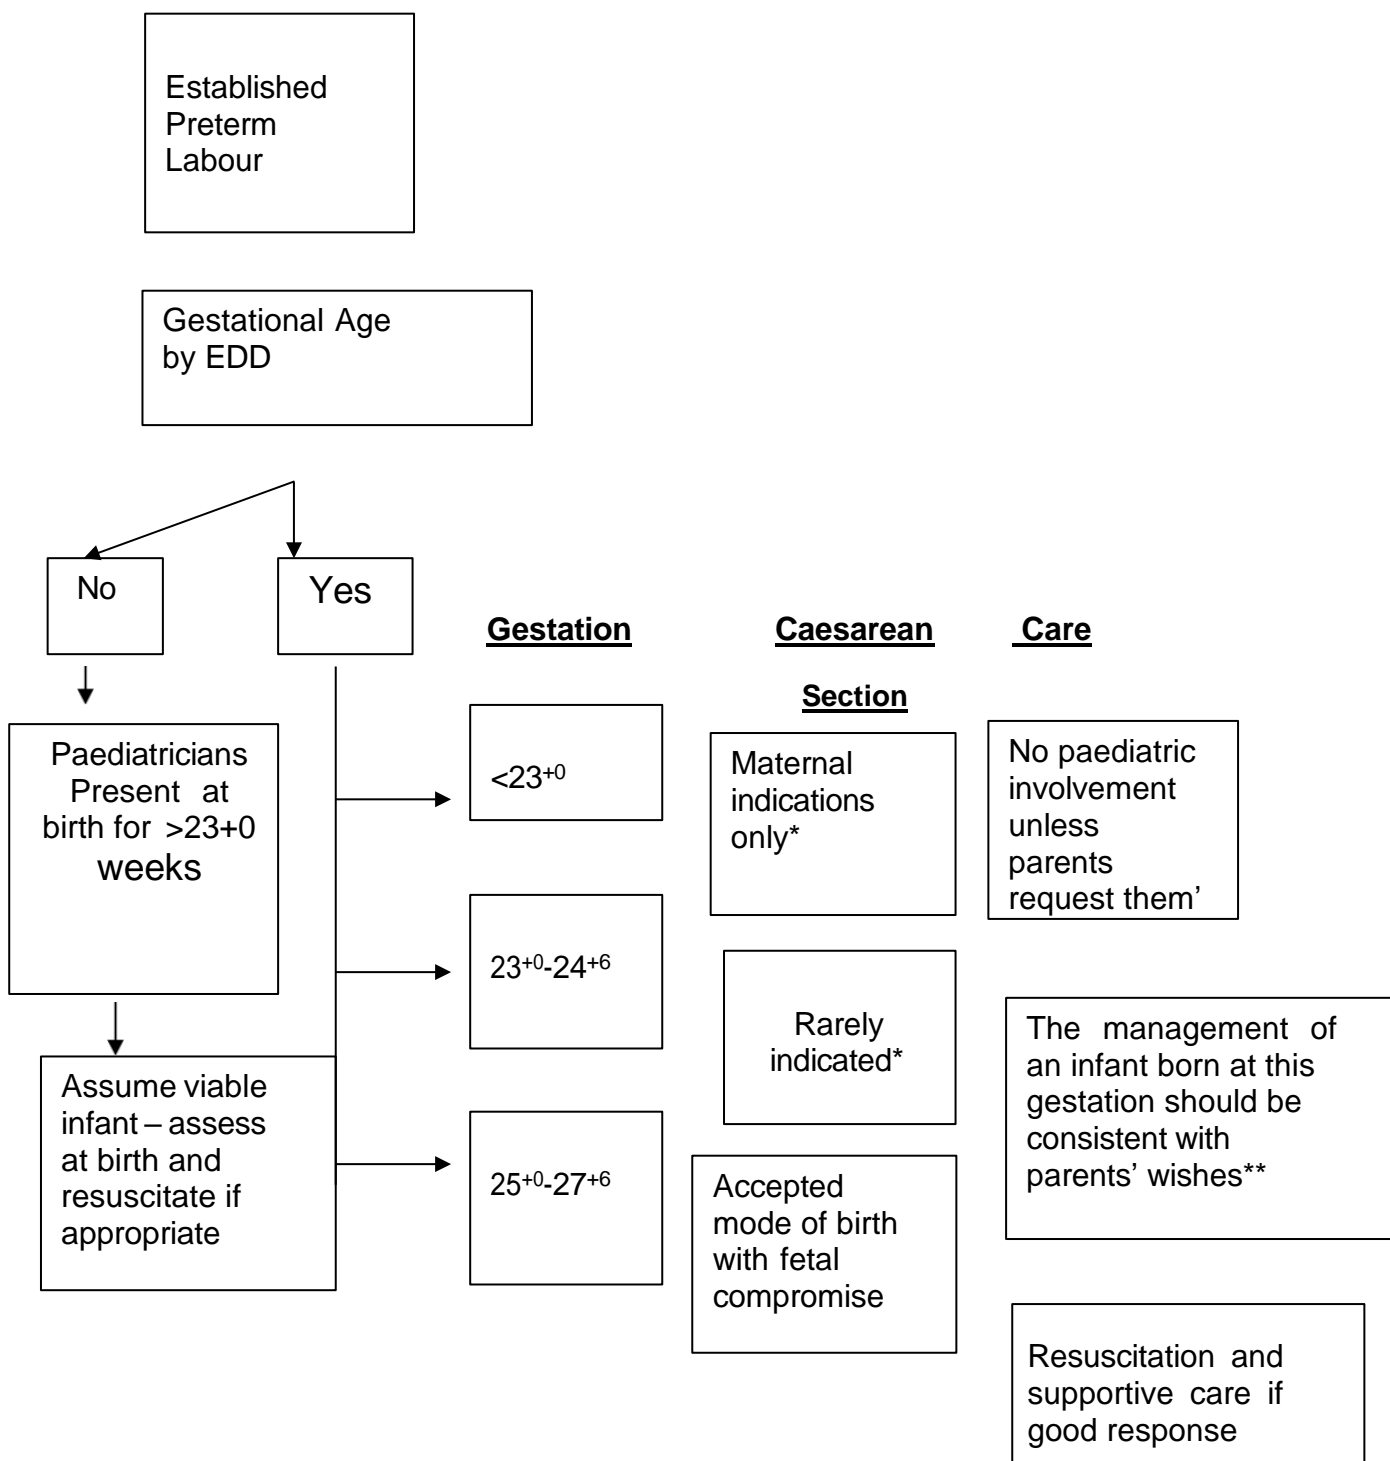 Established
Preterm
Labour
Gestational Age
by EDD
No
Yes
Gestation
Caesarean
Section
Care
Paediatricians
Present at
birth for >23+0
weeks
<23+0
Maternal
indications
only*
No paediatric
involvement
unless
parents
request them’
23+0-24+6
Rarely
indicated*
The management of
an infant born at this
gestation should be
consistent with
parents’ wishes**
Assume viable
infant – assess
at birth and
resuscitate if
appropriate
25+0-27+6
Accepted
mode of birth
with fetal
compromise
Resuscitation and
supportive care if
good response